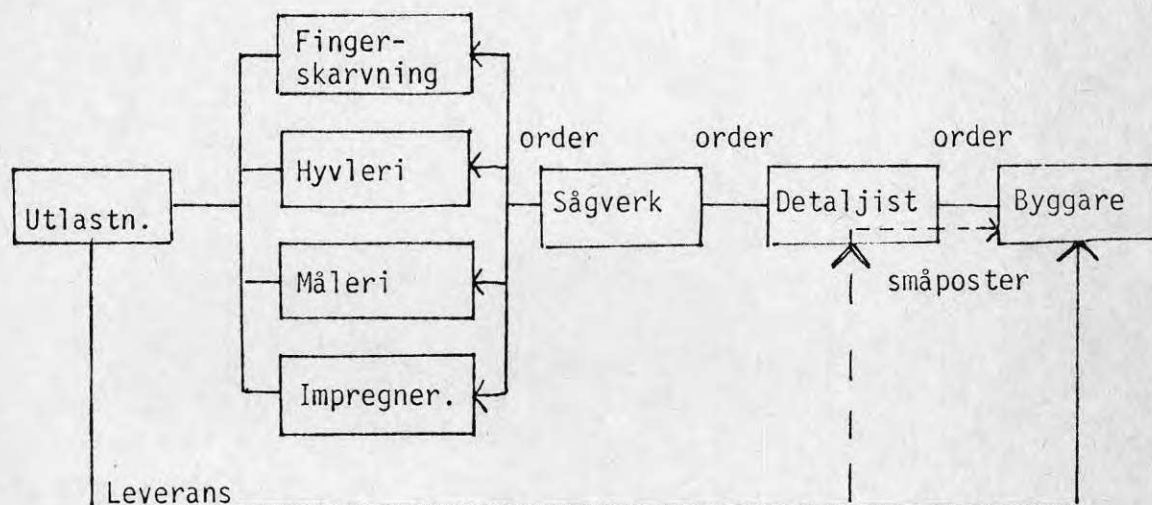 Finger-
skarvning
order
order
order
Hyvleri
Utlastn.
Sågverk
Detaljist
Byggare
Måleri
småposter
Impregner.
Leverans